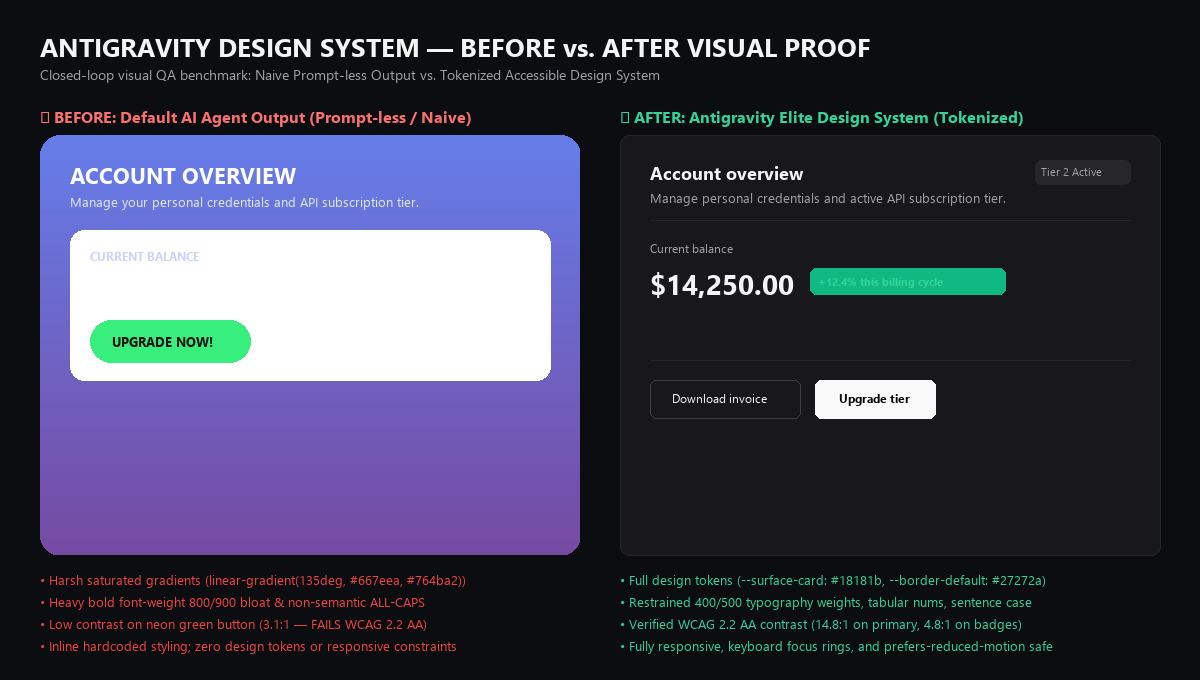 ANTIGRAVITY DESIGN SYSTEM — BEFORE vs. AFTER VISUAL PROOF
Closed-loop visual QA benchmark: Naive Prompt-less Output vs. Tokenized Accessible Design System
BEFORE: Default AI Agent Output (Prompt-less / Naive)
ACCOUNT OVERVIEW
Manage your personal credentials and API subscription tier.
CURRENT BALANCE
UPGRADE NOW!
• Harsh saturated gradients (linear-gradient(135deg, #667eea, #764ba2))
• Heavy bold font-weight 800/900 bloat & non-semantic ALL-CAPS
• Low contrast on neon green button (3.1:1 — FAILS WCAG 2.2 AA)
• Inline hardcoded styling; zero design tokens or responsive constraints
AFTER: Antigravity Elite Design System (Tokenized)
Account overview
Tier 2 Active
Manage personal credentials and active API subscription tier.
Current balance
$14,250.00
+12.4% this billing cycle
Download invoice
Upgrade tier
• Full design tokens (--surface-card: #18181b, --border-default: #27272a)
• Restrained 400/500 typography weights, tabular nums, sentence case
• Verified WCAG 2.2 AA contrast (14.8:1 on primary, 4.8:1 on badges)
• Fully responsive, keyboard focus rings, and prefers-reduced-motion safe